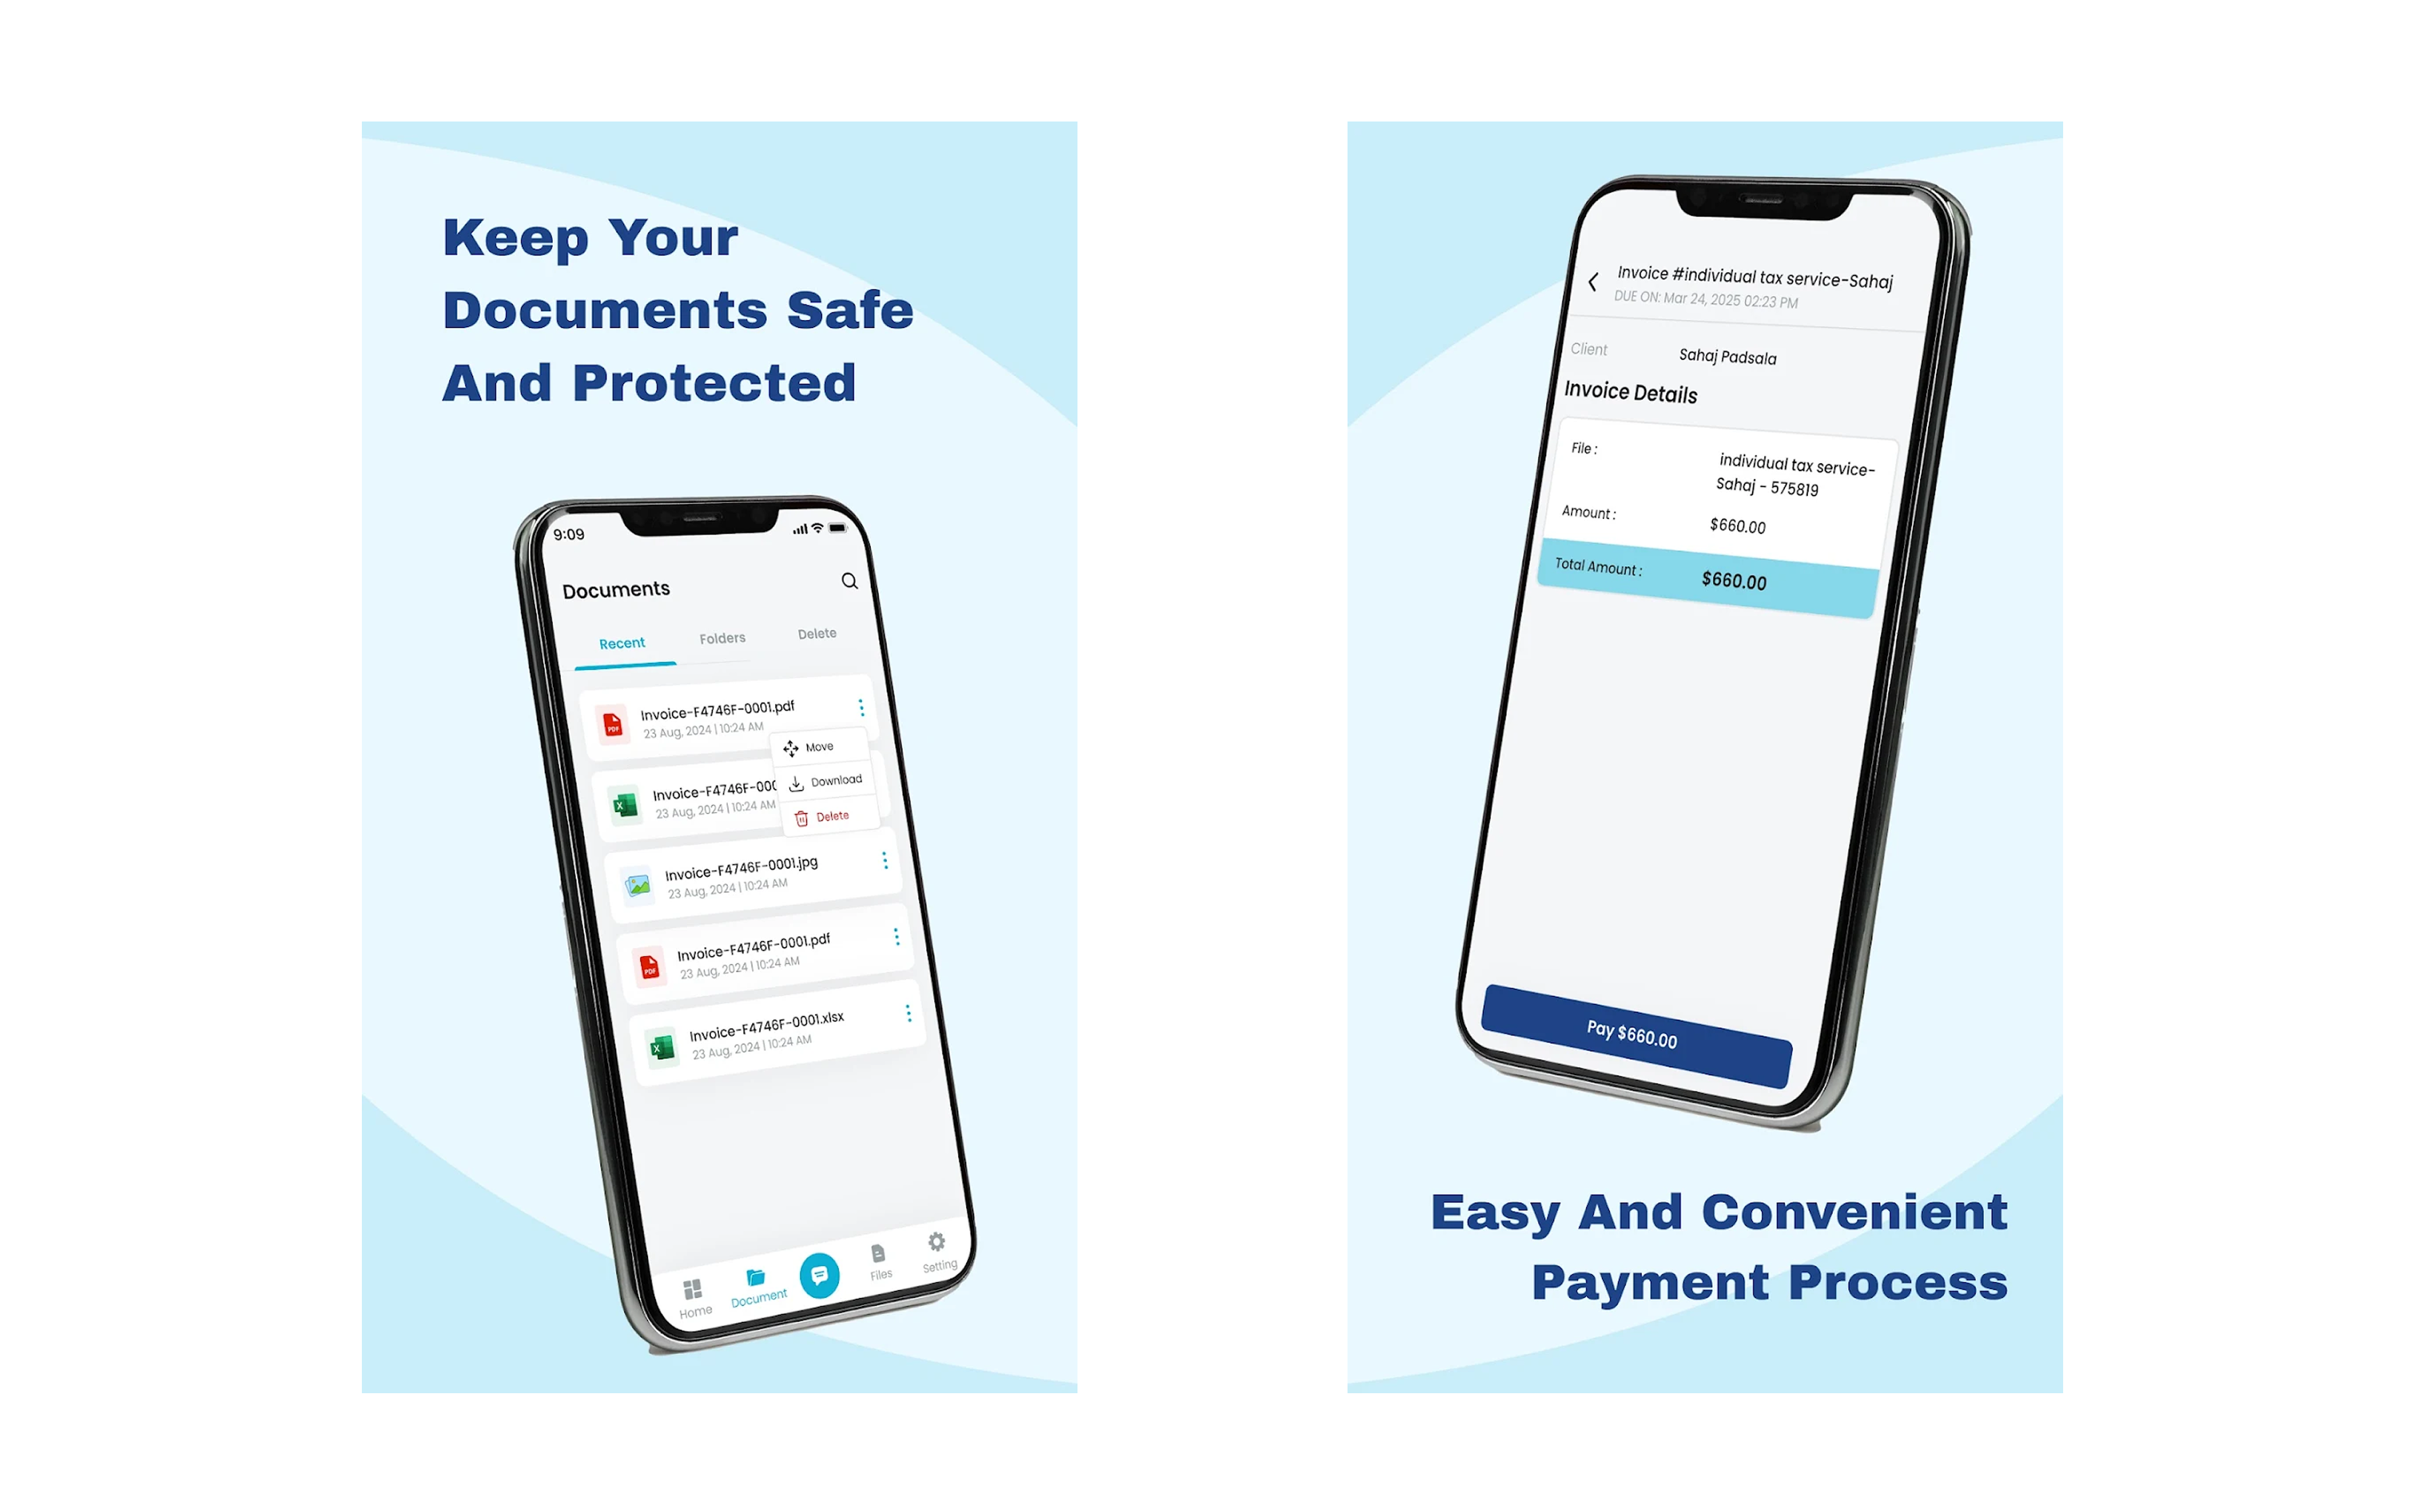 Keep Your
Documents Safe
And Protected
9:09
Documents
Recent Folders Delete
Invoice-F4746F-0001.pdf
23 Aug, 2024 | 10:24 AM
Move
Download
Delete
Invoice-F4746F-000
23 Aug, 2024 | 10:24 AM
Invoice-F4746F-0001.jpg
23 Aug, 2024 | 10:24 AM
PDF
Invoice-F4746F-0001.pdf
23 Aug, 2024 | 10:24 AM
PDF
Invoice-F4746F-0001.xlsx
23 Aug, 2024 | 10:24 AM
Home Document Files Setting
Invoice #individual tax service-Sahaj
DUE ON: Mar 24, 2025 02:23 PM
Client Sahaj Padsala
Invoice Details
File : individual tax service-
Sahaj - 575819
Amount : $660.00
Total Amount : $660.00
Pay $660.00
Easy And Convenient
Payment Process